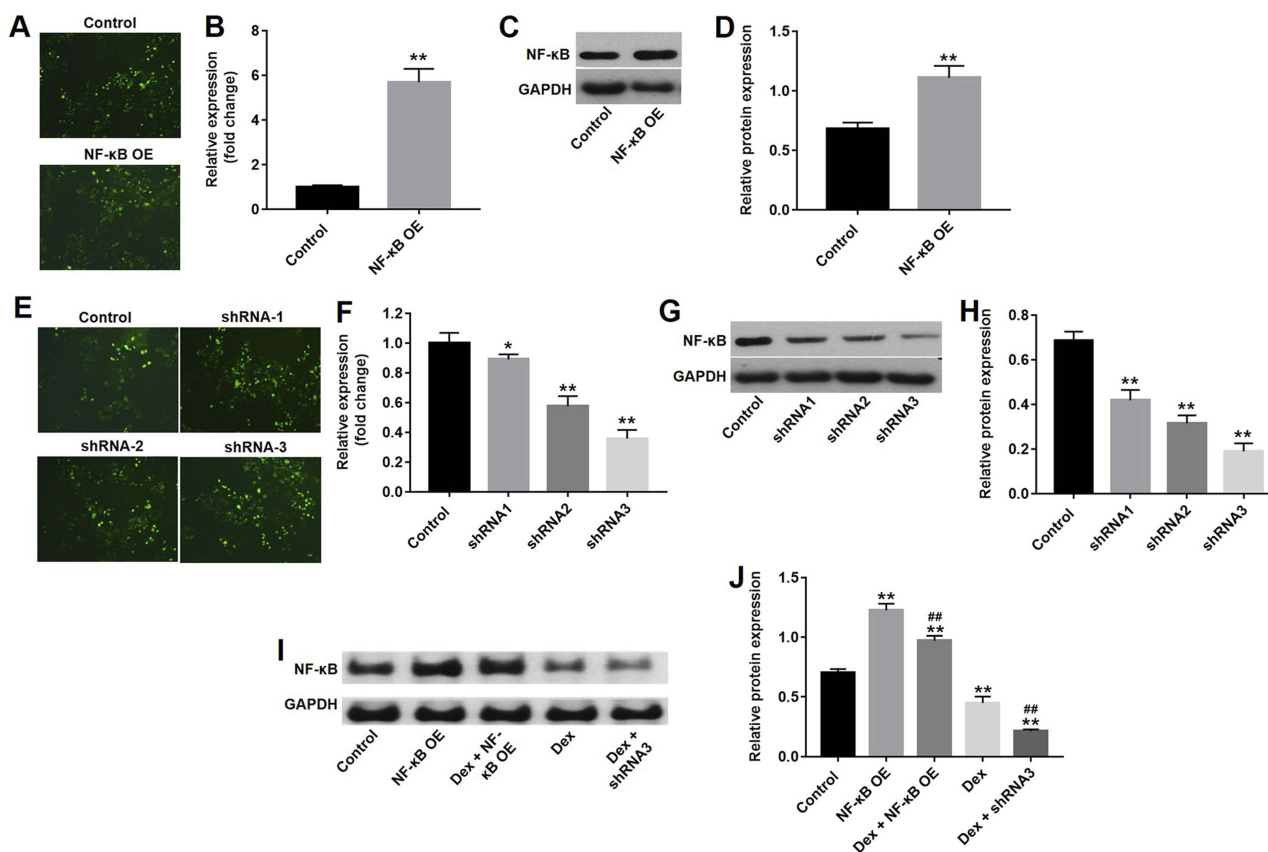 A
Control
NF-κB OE
B
Relative expression
(fold change)
8
6
4
2
0
**
Control
NF-κB OE
C
NF-κB
GAPDH
Control
NF-κB OE
D
Relative protein expression
1.5
1.0
0.5
0.0
**
Control
NF-κB OE
E
Control
shRNA-1
shRNA-2
shRNA-3
F
Relative expression
(fold change)
1.2
1.0
0.8
0.6
0.4
0.2
0.0
*
**
**
Control
shRNA1
shRNA2
shRNA3
G
NF-κB
GAPDH
Control
shRNA1
shRNA2
shRNA3
H
Relative protein expression
0.8
0.6
0.4
0.2
0.0
**
**
**
Control
shRNA1
shRNA2
shRNA3
I
NF-κB
GAPDH
Control
NF-κB OE
Dex + NF-
κB OE
Dex
Dex +
shRNA3
J
Relative protein expression
1.5
1.0
0.5
0.0
**
##
**
**
##
**
Control
NF-κB OE
Dex + NF-κB OE
Dex
Dex + shRNA3